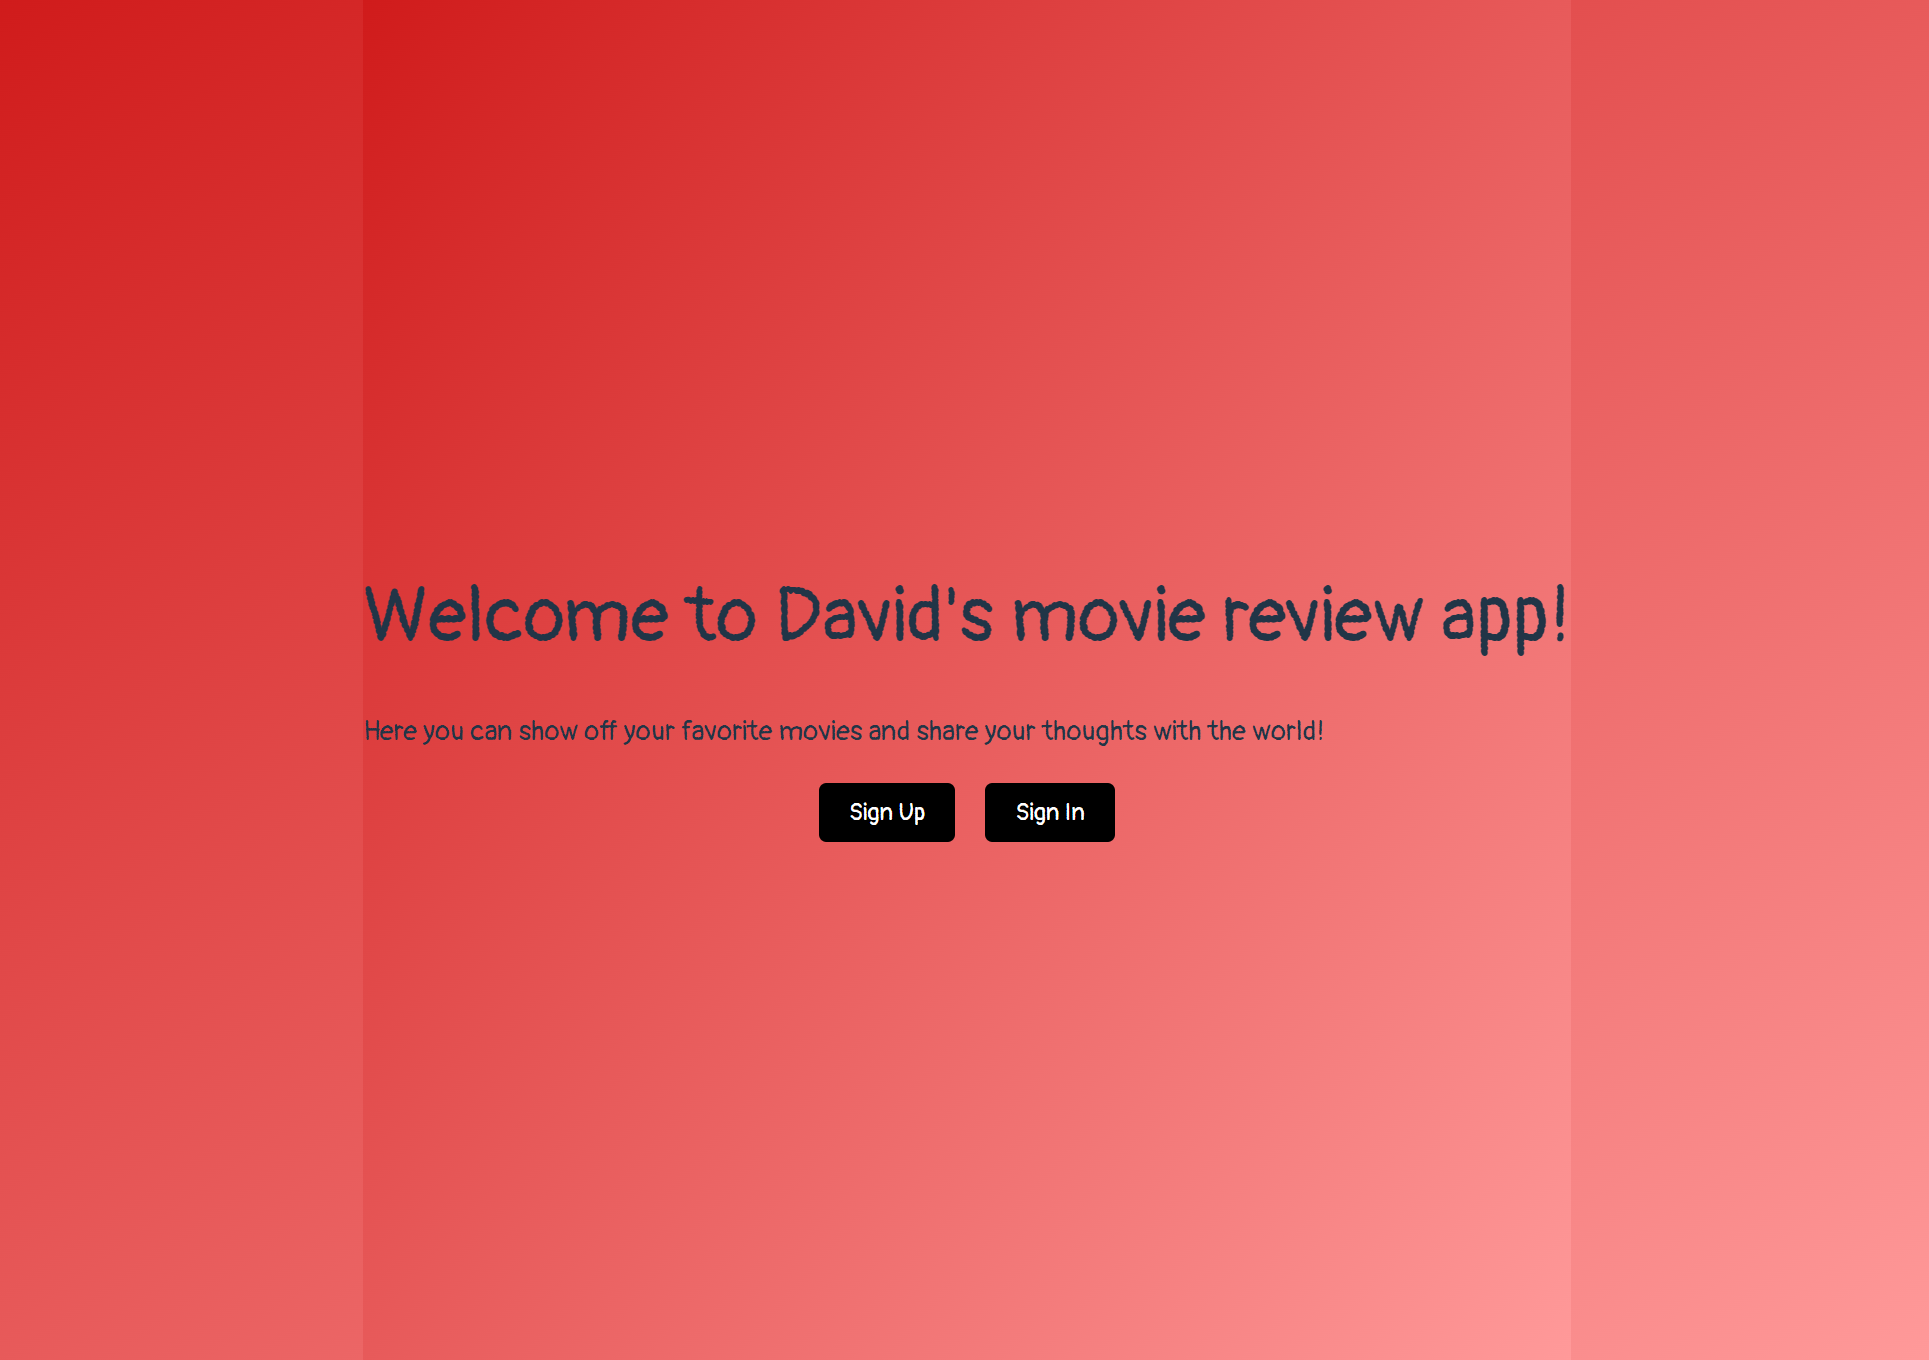 Welcome to David's movie review app!
Here you can show off your favorite movies and share your thoughts with the world!
Sign Up
Sign In